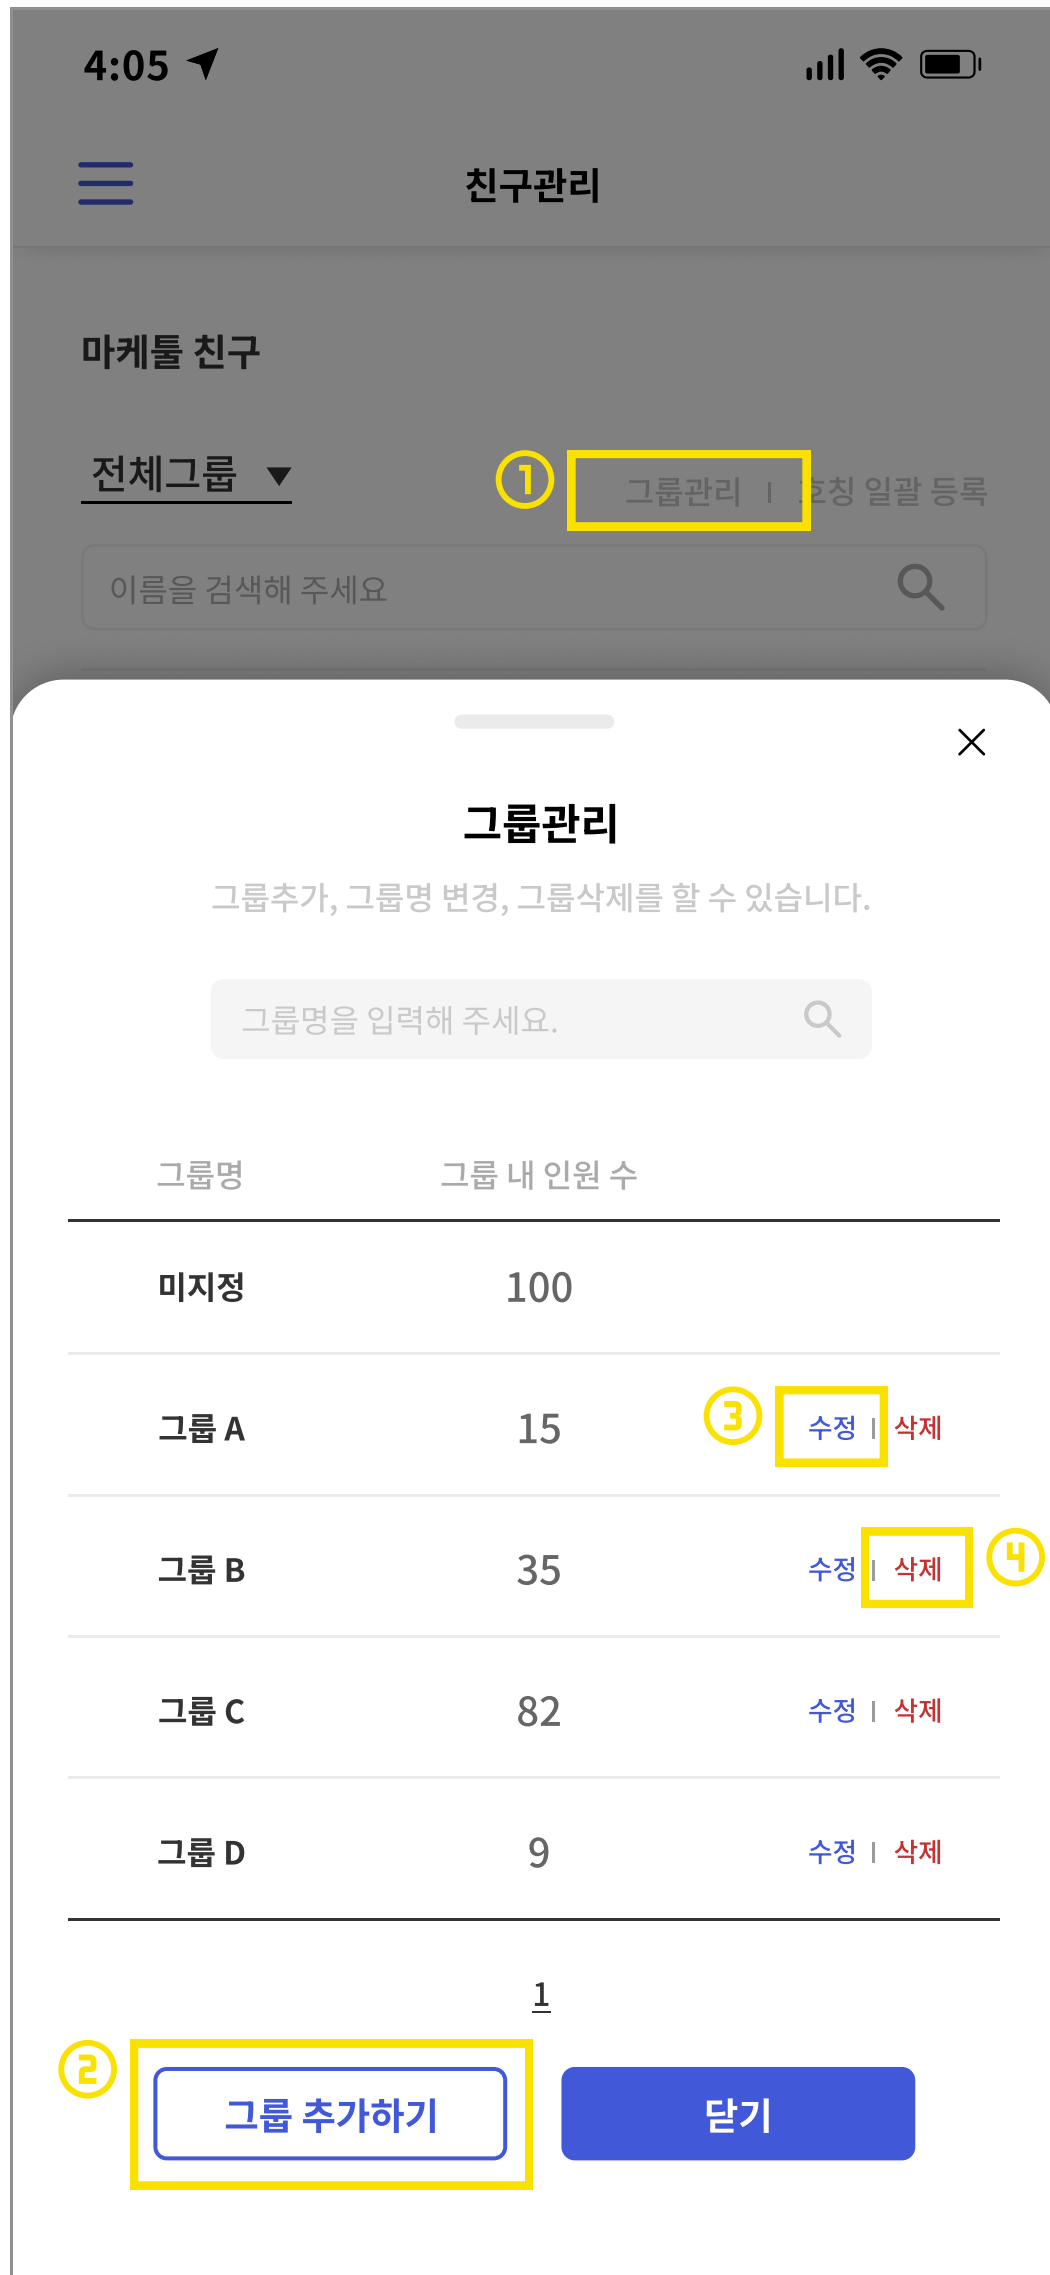 4:05
친구관리
마케툴 친구
전체그룹 ▼
① 그룹관리 | 호칭 일괄 등록
이름을 검색해 주세요
그룹관리
그룹추가, 그룹명 변경, 그룹삭제를 할 수 있습니다.
그룹명을 입력해 주세요.
그룹명 그룹 내 인원 수
미지정 100
그룹 A 15 ③ 수정 | 삭제
그룹 B 35 수정 | 삭제 ④
그룹 C 82 수정 | 삭제
그룹 D 9 수정 | 삭제
1
② 그룹 추가하기 닫기